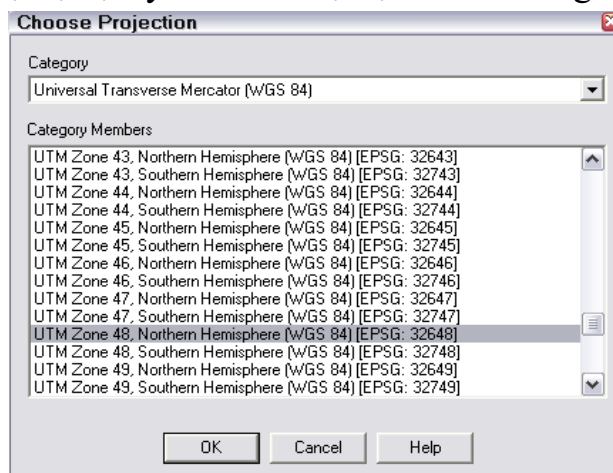 Choose Projection
Category
Universal Transverse Mercator (WGS 84)
Category Members
UTM Zone 43, Northern Hemisphere (WGS 84) [EPSG: 32643]
UTM Zone 43, Southern Hemisphere (WGS 84) [EPSG: 32743]
UTM Zone 44, Northern Hemisphere (WGS 84) [EPSG: 32644]
UTM Zone 44, Southern Hemisphere (WGS 84) [EPSG: 32744]
UTM Zone 45, Northern Hemisphere (WGS 84) [EPSG: 32645]
UTM Zone 45, Southern Hemisphere (WGS 84) [EPSG: 32745]
UTM Zone 46, Northern Hemisphere (WGS 84) [EPSG: 32646]
UTM Zone 46, Southern Hemisphere (WGS 84) [EPSG: 32746]
UTM Zone 47, Northern Hemisphere (WGS 84) [EPSG: 32647]
UTM Zone 47, Southern Hemisphere (WGS 84) [EPSG: 32747]
UTM Zone 48, Northern Hemisphere (WGS 84) [EPSG: 32648]
UTM Zone 48, Southern Hemisphere (WGS 84) [EPSG: 32748]
UTM Zone 49, Northern Hemisphere (WGS 84) [EPSG: 32649]
UTM Zone 49, Southern Hemisphere (WGS 84) [EPSG: 32749]
OK Cancel Help